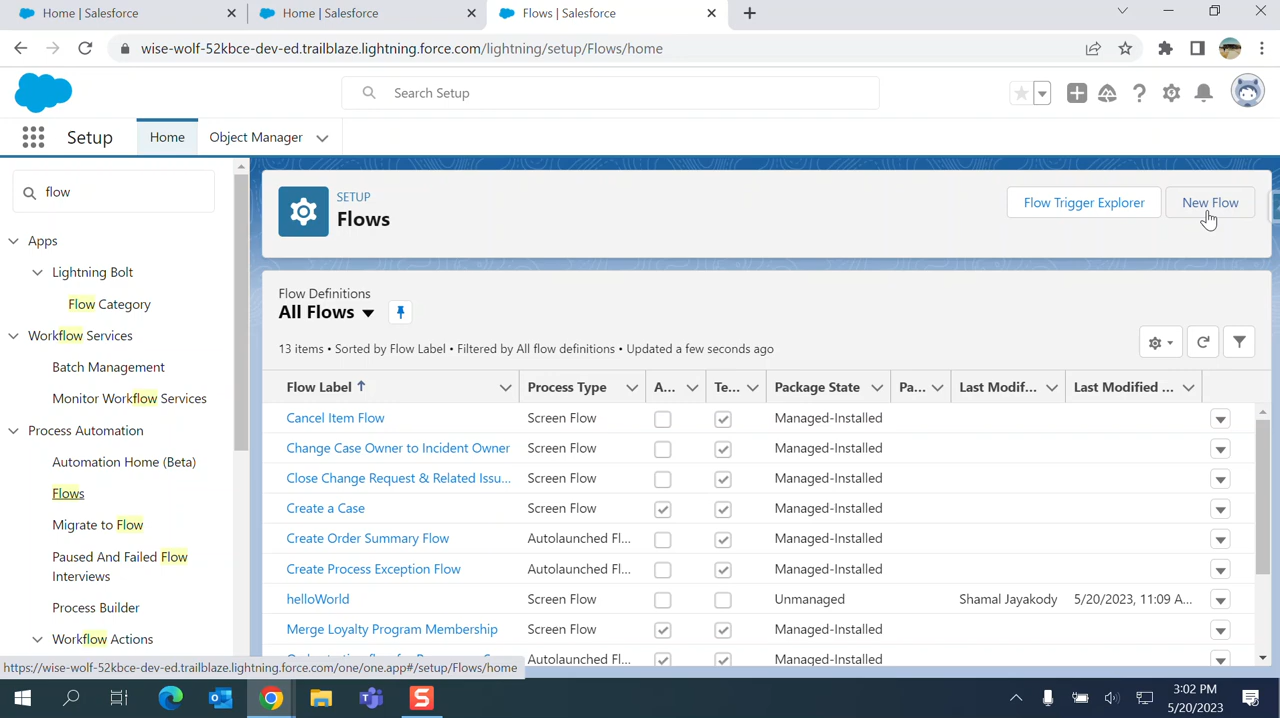 Home | Salesforce
Home | Salesforce
Flows | Salesforce
wise-wolf-52kbce-dev-ed.trailblaze.lightning.force.com/lightning/setup/Flows/home
Search Setup
Setup
Home
Object Manager
flow
Apps
Lightning Bolt
Flow Category
Workflow Services
Batch Management
Monitor Workflow Services
Process Automation
Automation Home (Beta)
Flows
Migrate to Flow
Paused And Failed Flow
Interviews
Process Builder
Workflow Actions
SETUP
Flows
Flow Trigger Explorer
New Flow
Flow Definitions
All Flows
13 items • Sorted by Flow Label • Filtered by All flow definitions • Updated a few seconds ago
Flow Label Process Type A... Te... Package State Pa... Last Modif... Last Modified ...
Cancel Item Flow Screen Flow Managed-Installed
Change Case Owner to Incident Owner Screen Flow Managed-Installed
Close Change Request & Related Issu... Screen Flow Managed-Installed
Create a Case Screen Flow Managed-Installed
Create Order Summary Flow Autolaunched Fl... Managed-Installed
Create Process Exception Flow Autolaunched Fl... Managed-Installed
helloWorld Screen Flow Unmanaged Shamal Jayakody 5/20/2023, 11:09 A...
Merge Loyalty Program Membership Screen Flow Managed-Installed
Autolaunched Fl... Managed-Installed
https://wise-wolf-52kbce-dev-ed.trailblaze.lightning.force.com/one/one.app#/setup/Flows/home
3:02 PM
5/20/2023